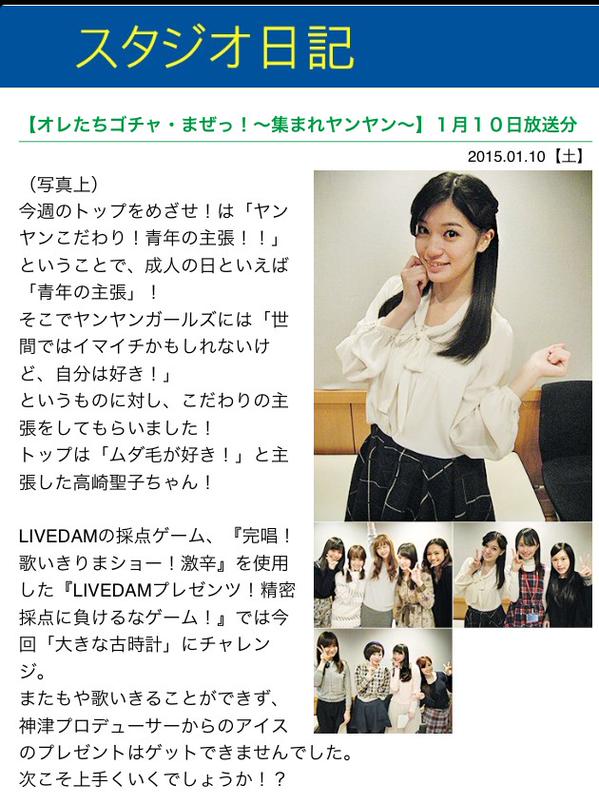 スタジオ日記
【オレたちゴチャ・まぜっ！〜集まれヤンヤン〜】１月１０日放送分
2015.01.10【土】
（写真上）
今週のトップをめざせ！は「ヤン
ヤンこだわり！青年の主張！！」
ということで、成人の日といえば
「青年の主張」！
そこでヤンヤンガールズには「世
間ではイマイチかもしれないけ
ど、自分は好き！」
というものに対し、こだわりの主
張をしてもらいました！
トップは「ムダ毛が好き！」と主
張した高崎聖子ちゃん！
LIVEDAMの採点ゲーム、『完唱！
歌いきりまショー！激辛』を使用
した『LIVEDAMプレゼンツ！精密
採点に負けるなゲーム！』では今
回「大きな古時計」にチャレン
ジ。
またもや歌いきることができず、
神津プロデューサーからのアイス
のプレゼントはゲットできませんでした。
次こそ上手くいくでしょうか！？